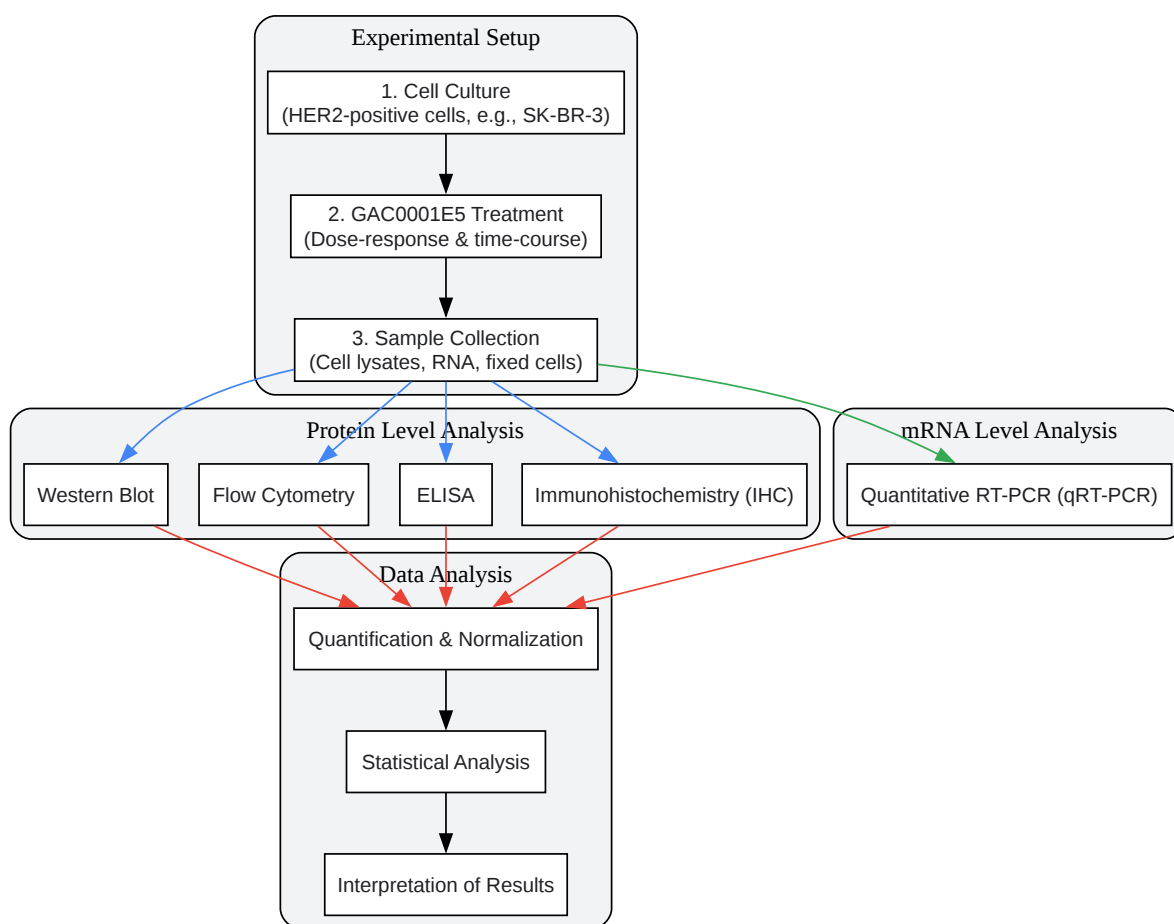 Experimental Setup
1. Cell Culture
(HER2-positive cells, e.g., SK-BR-3)
2. GAC0001E5 Treatment
(Dose-response & time-course)
3. Sample Collection
(Cell lysates, RNA, fixed cells)
Protein Level Analysis
mRNA Level Analysis
Western Blot
Flow Cytometry
ELISA
Immunohistochemistry (IHC)
Quantitative RT-PCR (qRT-PCR)
Data Analysis
Quantification & Normalization
Statistical Analysis
Interpretation of Results